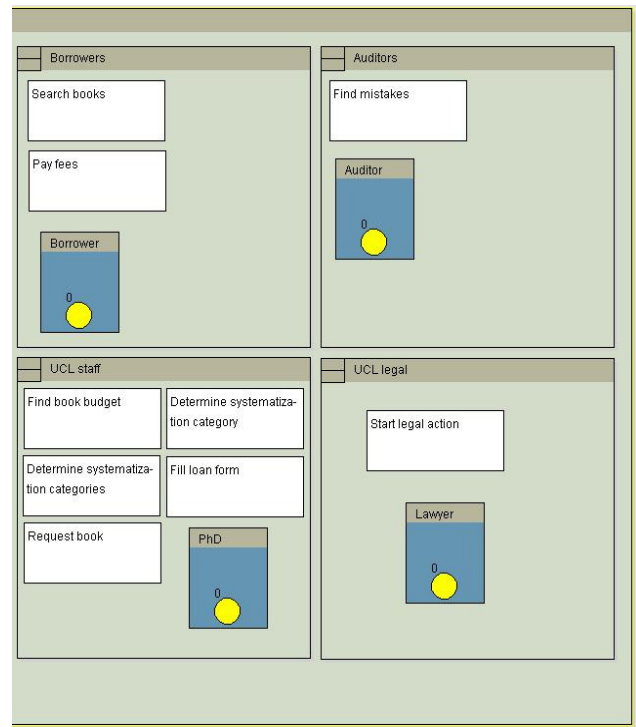 Borrowers
Search books
Pay fees
Borrower
0
Auditors
Find mistakes
Auditor
0
UCL staff
Find book budget
Determine systematiza-
tion category
Determine systematiza-
tion categories
Fill loan form
Request book
PhD
0
UCL legal
Start legal action
Lawyer
0